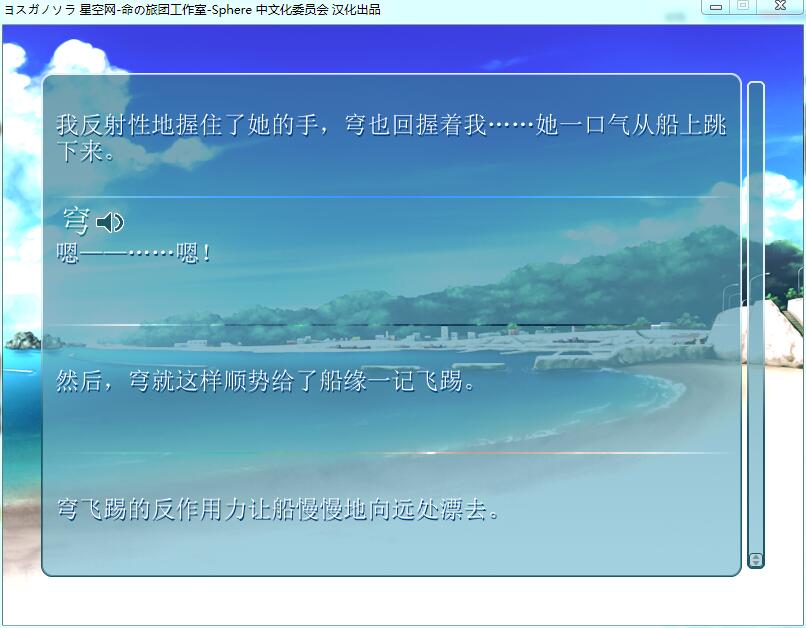 ヨスガノソラ 星空网-命の旅团工作室-Sphere 中文化委员会 汉化出品
我反射性地握住了她的手，穹也回握着我……她一口气从船上跳
下来。
穹
嗯——……嗯！
然后，穹就这样顺势给了船缘一记飞踢。
穹飞踢的反作用力让船慢慢地向远处漂去。